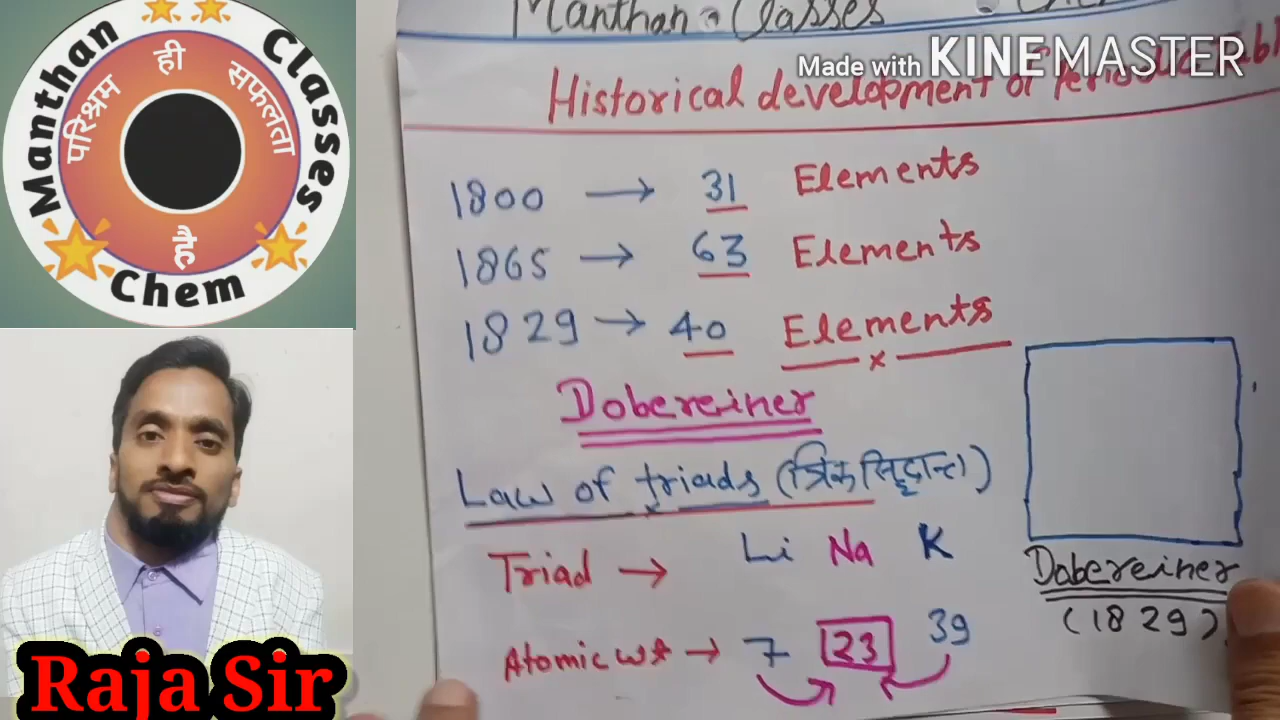 Manthan Classes
परिश्रम ही सफलता है
Chem
Raja Sir
Manthan Classes
Made with KINEMASTER
Historical development of Periodic
1800 → 31 Elements
1865 → 63 Elements
1829 → 40 Elements
Dobereiner
Law of triads (त्रिक सिद्धान्त)
Triad → Li Na K
Atomic wt → 7 23 39
Dobereiner
(1829)